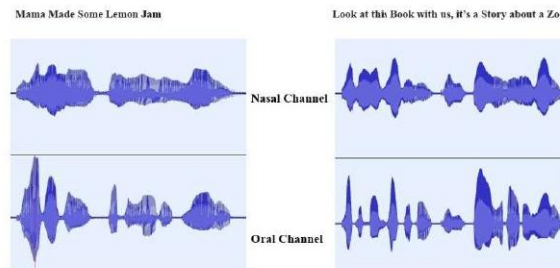 Mama Made Some Lemon Jam
Look at this Book with us, it's a Story about a Zo
Nasal Channel
Oral Channel